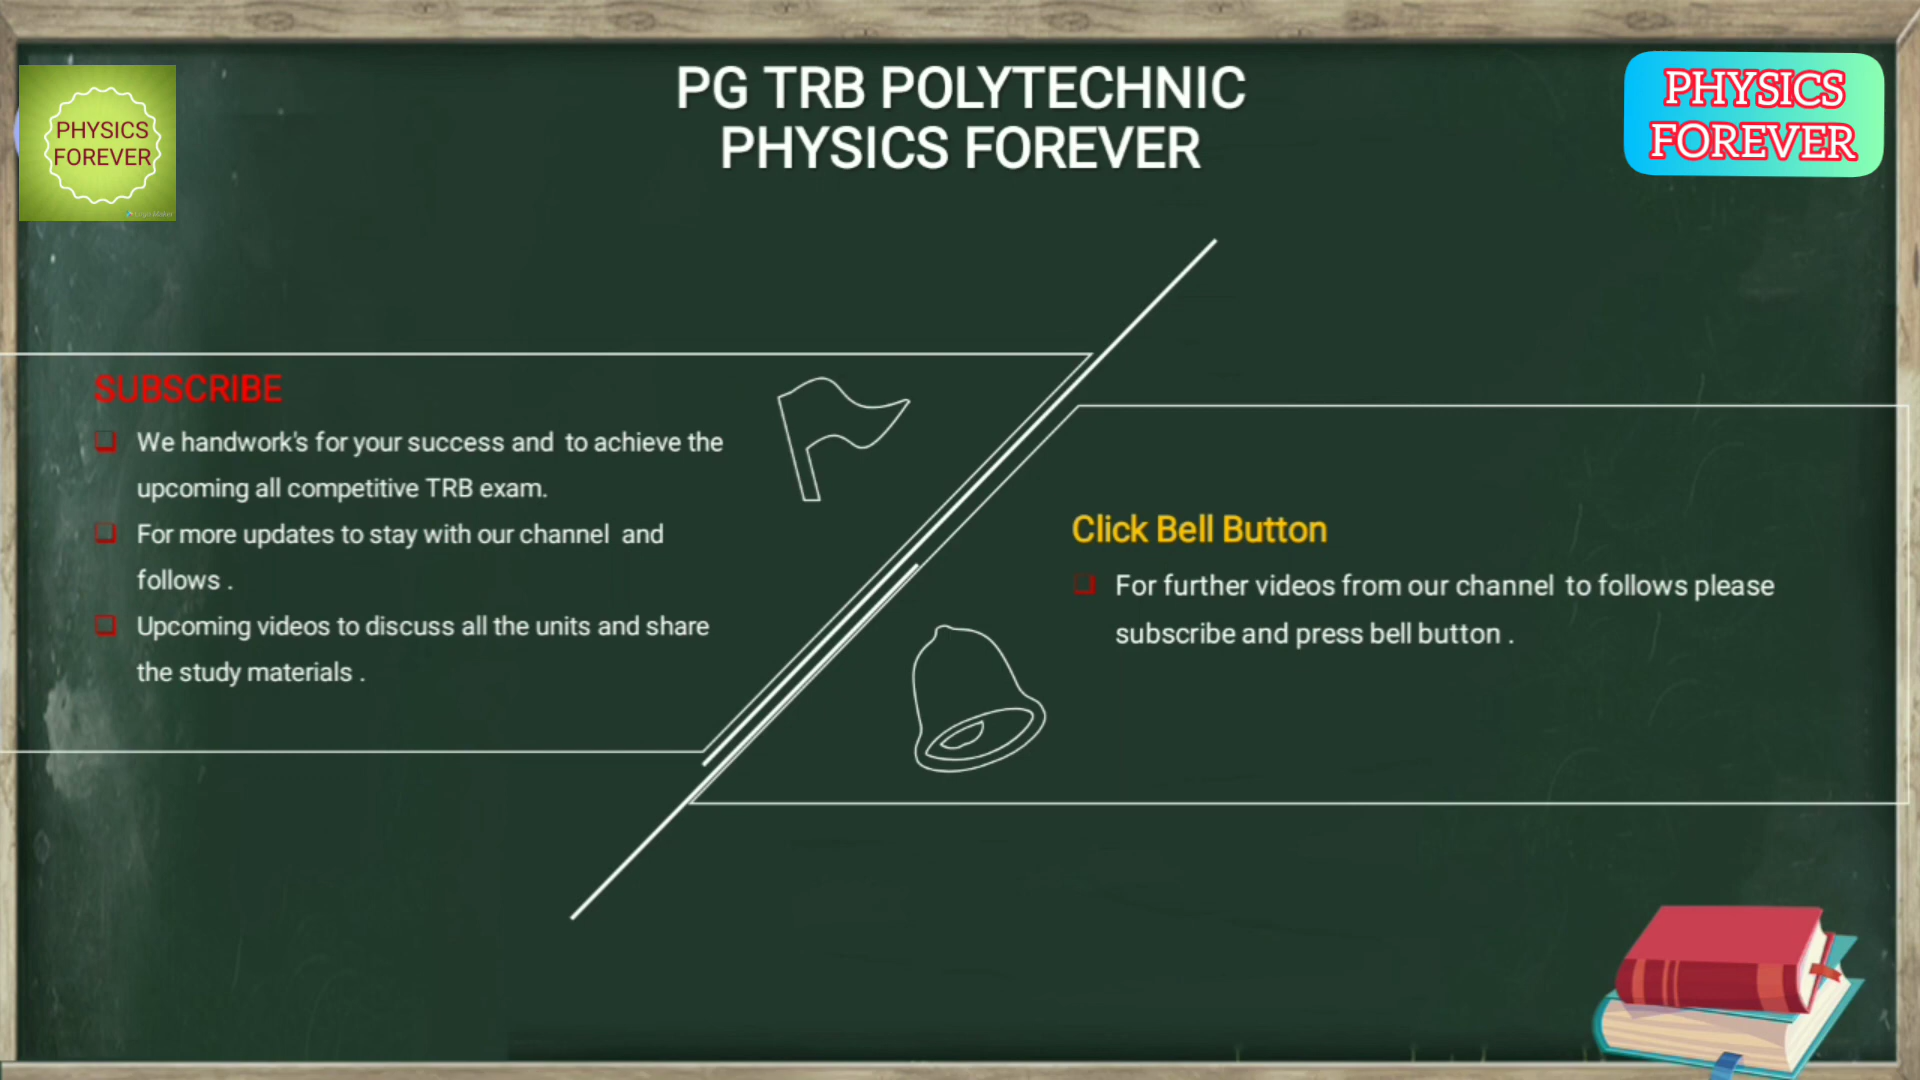 PG TRB POLYTECHNIC
PHYSICS FOREVER
PHYSICS
FOREVER
PHYSICS
FOREVER
SUBSCRIBE
We handwork's for your success and to achieve the
upcoming all competitive TRB exam.
For more updates to stay with our channel and
follows .
Upcoming videos to discuss all the units and share
the study materials .
Click Bell Button
For further videos from our channel to follows please
subscribe and press bell button .